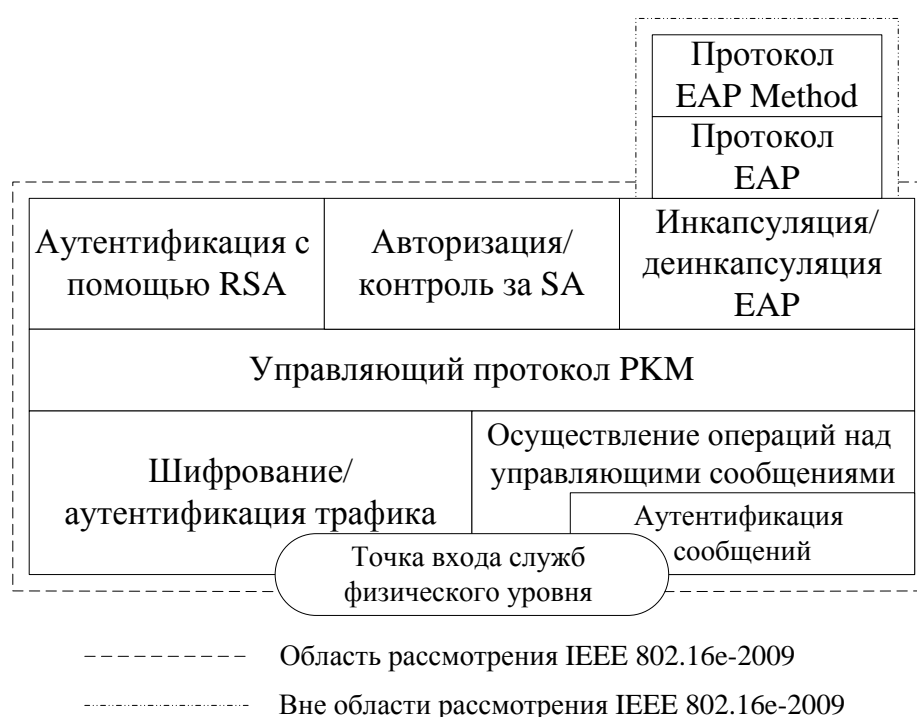 Протокол
EAP Method
Протокол
EAP
Аутентификация с
помощью RSA
Авторизация/
контроль за SA
Инкапсуляция/
деинкапсуляция
EAP
Управляющий протокол PKM
Шифрование/
аутентификация трафика
Осуществление операций над
управляющими сообщениями
Аутентификация
сообщений
Точка входа служб
физического уровня
Область рассмотрения IEEE 802.16e-2009
Вне области рассмотрения IEEE 802.16e-2009